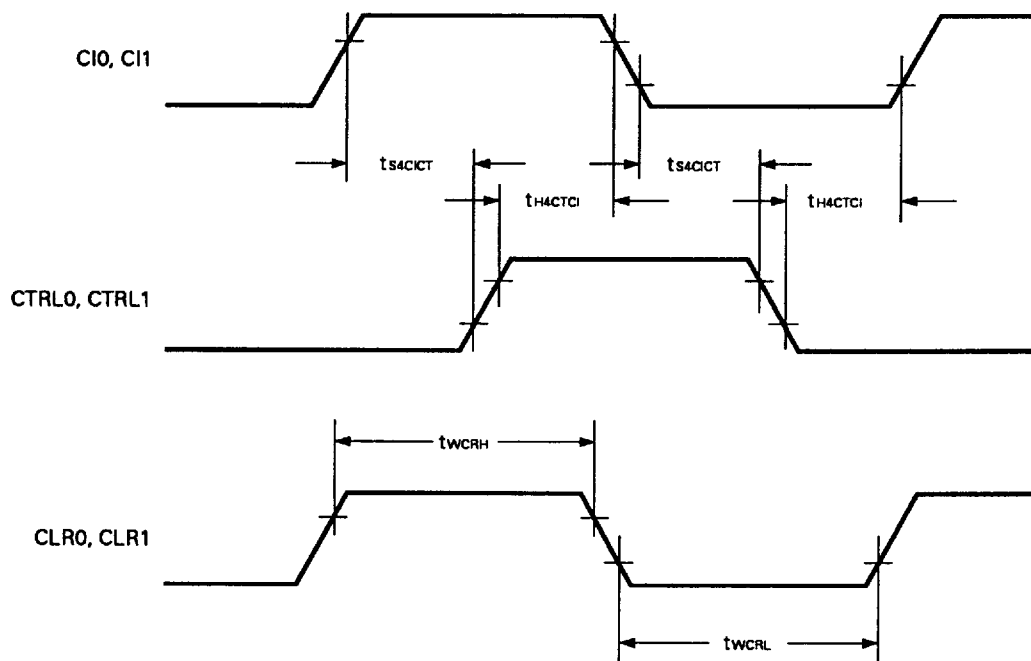 CI0, CI1
tS4CICT
tS4CICT
tH4CTCI
tH4CTCI
CTRL0, CTRL1
tWCRH
CLR0, CLR1
tWCRL